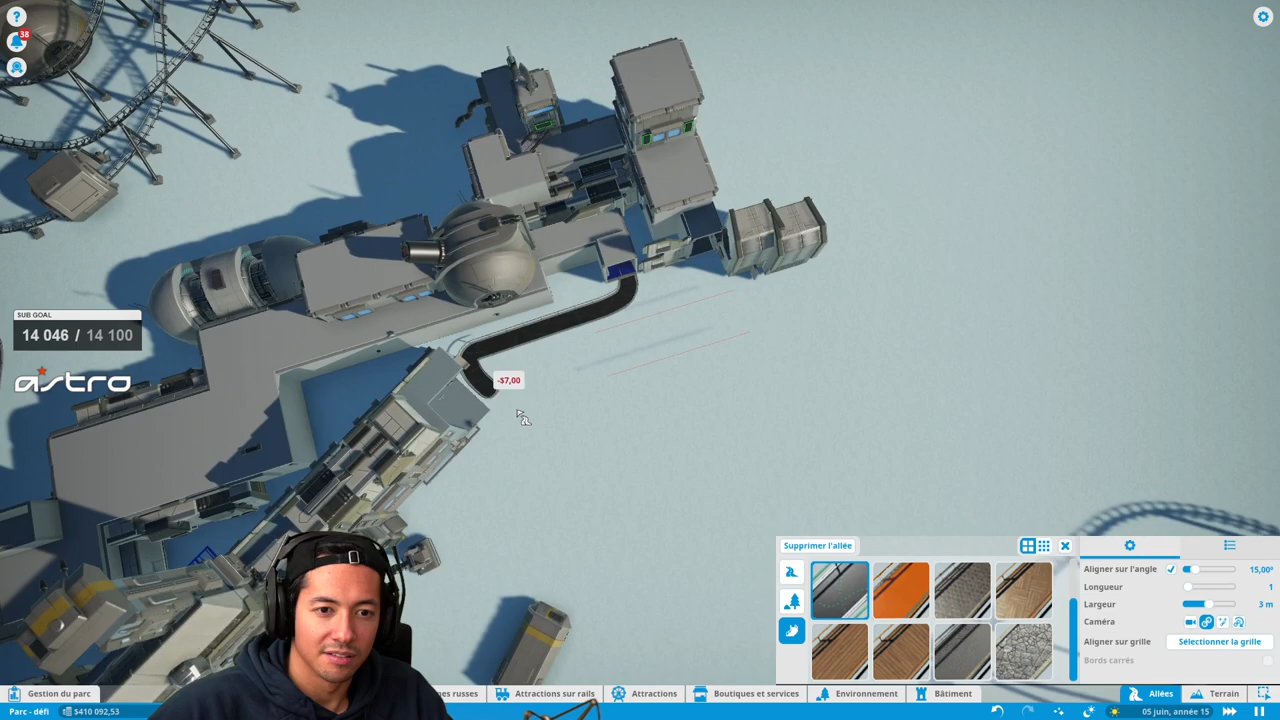 ?
38
SUB GOAL
14 046 / 14 100
astro
-$7,00
Supprimer l'allée
Aligner sur l'angle 15,00°
Longueur 1
Largeur 3 m
Caméra
Aligner sur grille Sélectionner la grille
Bords carrés
Gestion du parc
es russes
Attractions sur rails
Attractions
Boutiques et services
Environnement
Bâtiment
Allées
Terrain
Parc - défi $410 092,53
05 juin, année 15